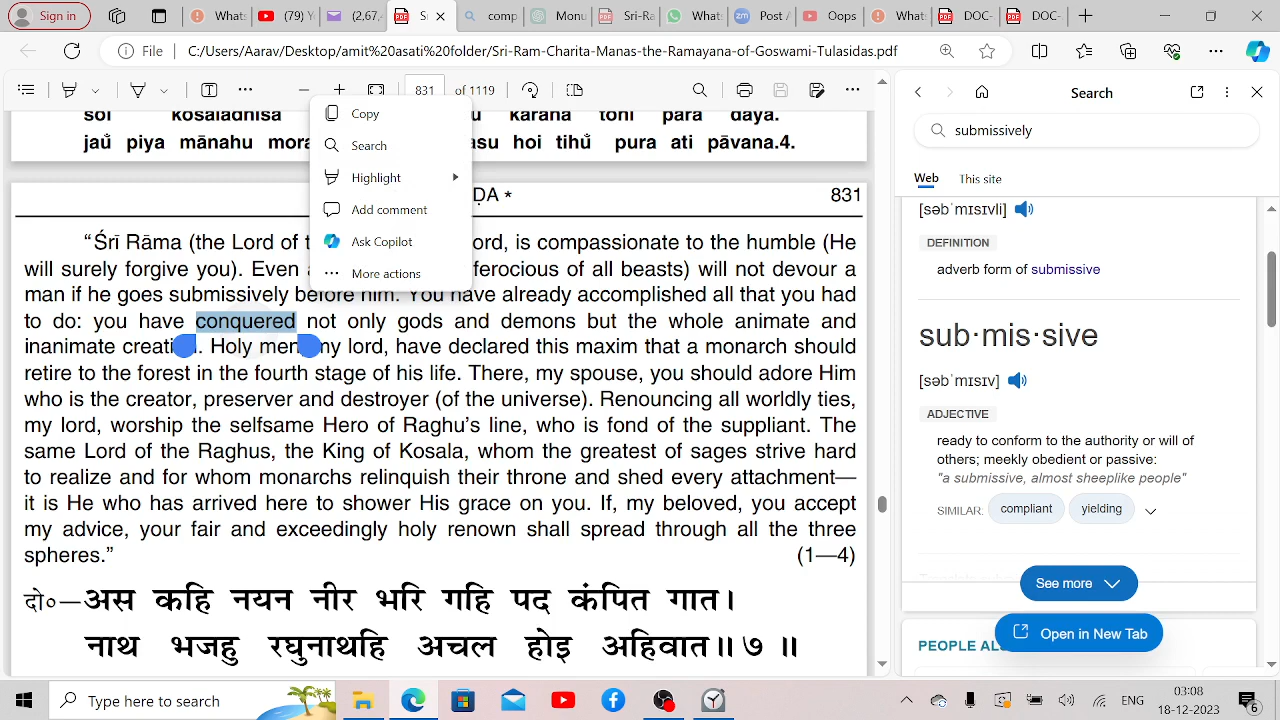 Signed in
Whats
(79) Y
(2,67
S
comp
Monu
Sri-Ra
What
Post /
Oops
Whats
DOC-
DOC-
File
C:/Users/Aarav/Desktop/amit%20asati%20folder/Sri-Ram-Charita-Manas-the-Ramayana-of-Goswami-Tulasidas.pdf
831 of 1119
soi kosalādhīsa karana tohi para dāyā.
jaů piya mānahu mora asu hoi tihů pura ati pāvana.4.
Copy
Search
Highlight
Add comment
Ask Copilot
More actions
ḌA * 831
“Śrī Rāma (the Lord of ord, is compassionate to the humble (He
will surely forgive you). Even ferocious of all beasts) will not devour a
man if he goes submissively before him. You have already accomplished all that you had
to do: you have conquered not only gods and demons but the whole animate and
inanimate creati . Holy men my lord, have declared this maxim that a monarch should
retire to the forest in the fourth stage of his life. There, my spouse, you should adore Him
who is the creator, preserver and destroyer (of the universe). Renouncing all worldly ties,
my lord, worship the selfsame Hero of Raghu’s line, who is fond of the suppliant. The
same Lord of the Raghus, the King of Kosala, whom the greatest of sages strive hard
to realize and for whom monarchs relinquish their throne and shed every attachment—
it is He who has arrived here to shower His grace on you. If, my beloved, you accept
my advice, your fair and exceedingly holy renown shall spread through all the three
spheres.” (1—4)
दो०—अस कहि नयन नीर भरि गहि पद कंपित गात।
नाथ भजहु रघुनाथहि अचल होइ अहिवात॥ ७ ॥
Search
submissively
Web This site
[səbˈmɪsɪvli]
DEFINITION
adverb form of submissive
sub·mis·sive
[səbˈmɪsɪv]
ADJECTIVE
ready to conform to the authority or will of
others; meekly obedient or passive:
"a submissive, almost sheeplike people"
SIMILAR: compliant yielding
See more
Open in New Tab
PEOPLE ALS
Type here to search
ENG
03:08
18-12-2023
6